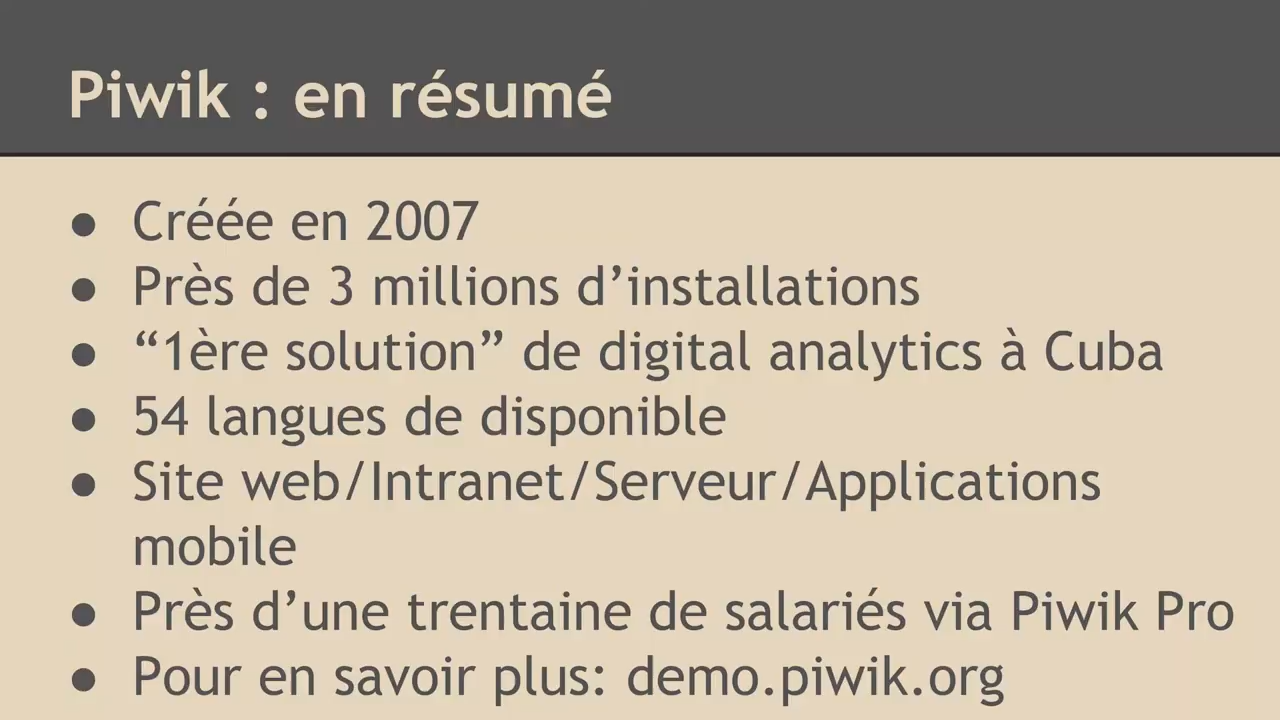 Piwik : en résumé
● Créée en 2007
● Près de 3 millions d’installations
● “1ère solution” de digital analytics à Cuba
● 54 langues de disponible
● Site web/Intranet/Serveur/Applications
mobile
● Près d’une trentaine de salariés via Piwik Pro
● Pour en savoir plus: demo.piwik.org